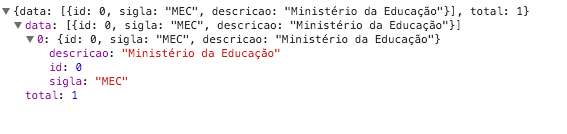 ▼{data: [{id: 0, sigla: "MEC", descricao: "Ministério da Educação"}], total: 1}
▼data: [{id: 0, sigla: "MEC", descricao: "Ministério da Educação"}]
▼0: {id: 0, sigla: "MEC", descricao: "Ministério da Educação"}
descricao: "Ministério da Educação"
id: 0
sigla: "MEC"
total: 1